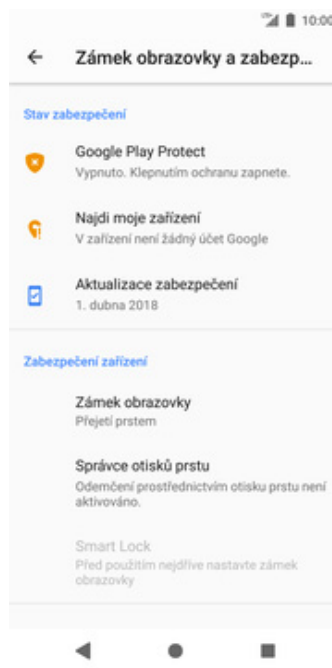 10:00
Zámek obrazovky a zabezp...
Stav zabezpečení
Google Play Protect
Vypnuto. Klepnutím ochranu zapnete.
Najdi moje zařízení
V zařízení není žádný účet Google
Aktualizace zabezpečení
1. dubna 2018
Zabezpečení zařízení
Zámek obrazovky
Přejetí prstem
Správce otisků prstu
Odemčení prostřednictvím otisku prstu není
aktivováno.
Smart Lock
Před použitím nejdříve nastavte zámek
obrazovky